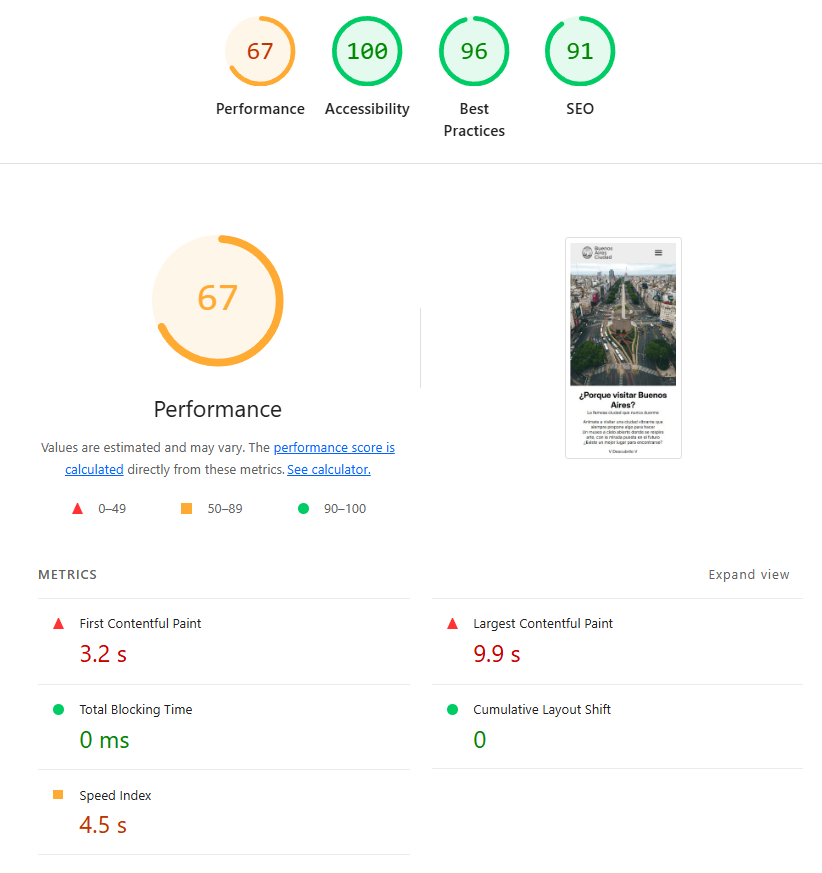 67
100
96
91
Performance
Accessibility
Best
Practices
SEO
67
Performance
Values are estimated and may vary. The performance score is
calculated directly from these metrics. See calculator.
0–49
50–89
90–100
Buenos
Aires
Ciudad
¿Porque visitar Buenos
Aires?
La famosa ciudad que nunca duerme
Animate a visitar una ciudad vibrante que
siempre propone algo para hacer
Un museo a cielo abierto donde se respira
arte, con la mirada puesta en el futuro
¿Existe un mejor lugar para encontrarse?
V Descubrilo V
METRICS
Expand view
First Contentful Paint
3.2 s
Largest Contentful Paint
9.9 s
Total Blocking Time
0 ms
Cumulative Layout Shift
0
Speed Index
4.5 s